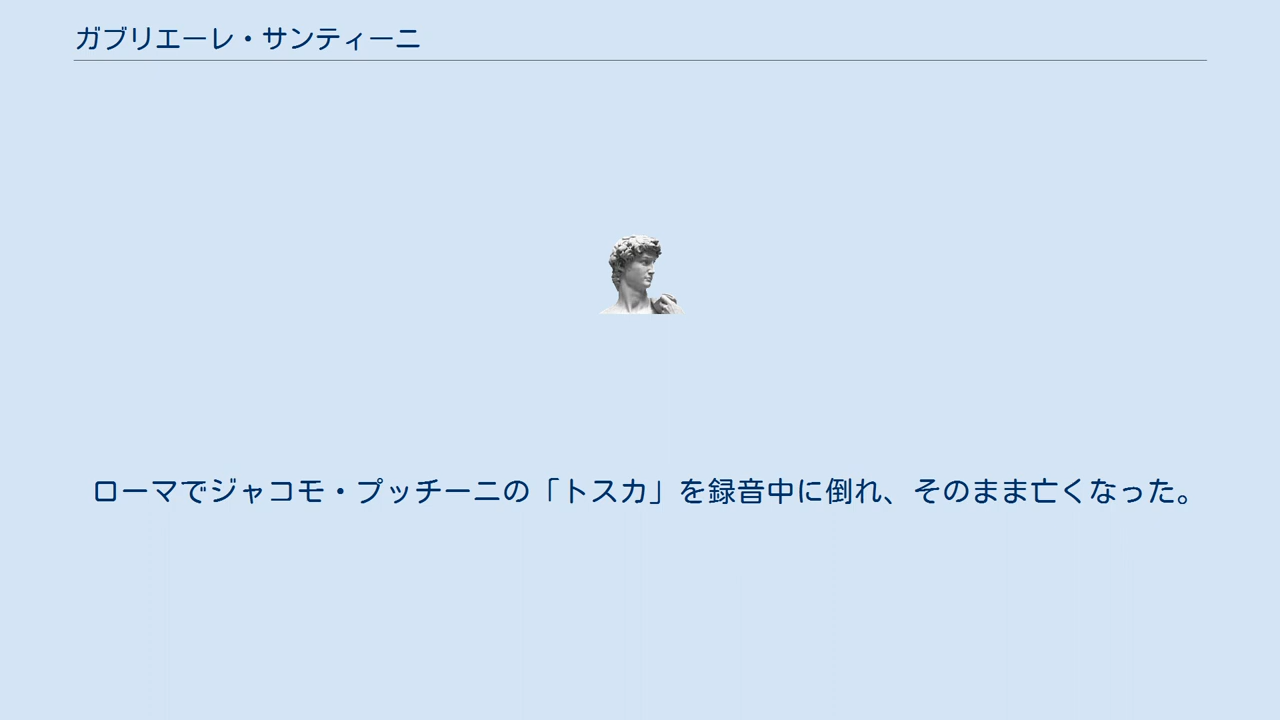 ガブリエーレ・サンティーニ
ローマでジャコモ・プッチーニの「トスカ」を録音中に倒れ、そのまま亡くなった。